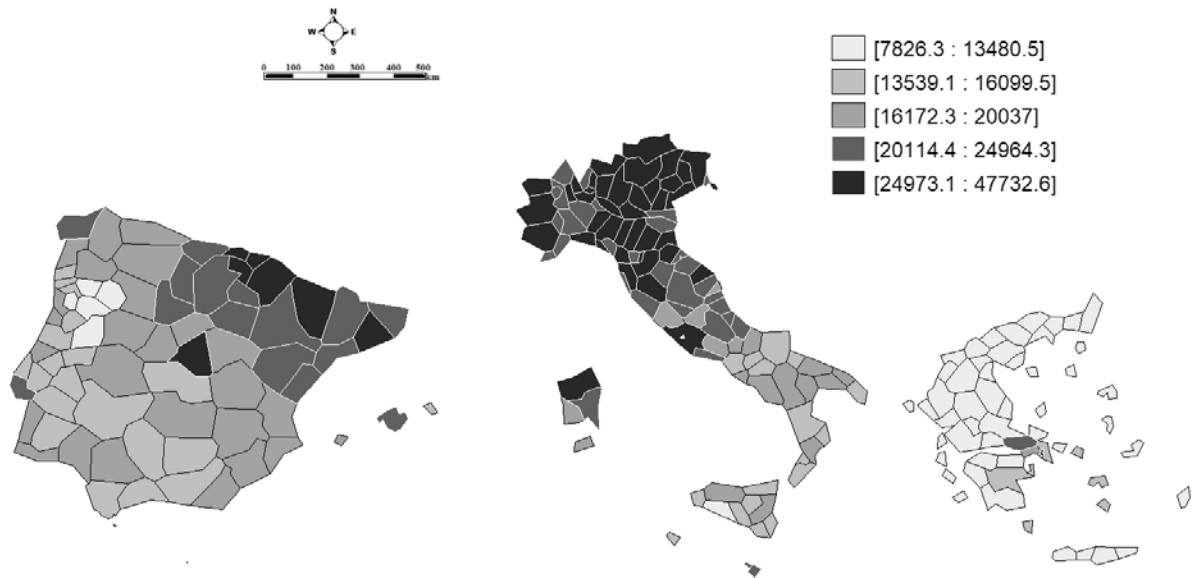 N
W E
S
0 100 200 300 400 500
km
[7826.3 : 13480.5]
[13539.1 : 16099.5]
[16172.3 : 20037]
[20114.4 : 24964.3]
[24973.1 : 47732.6]